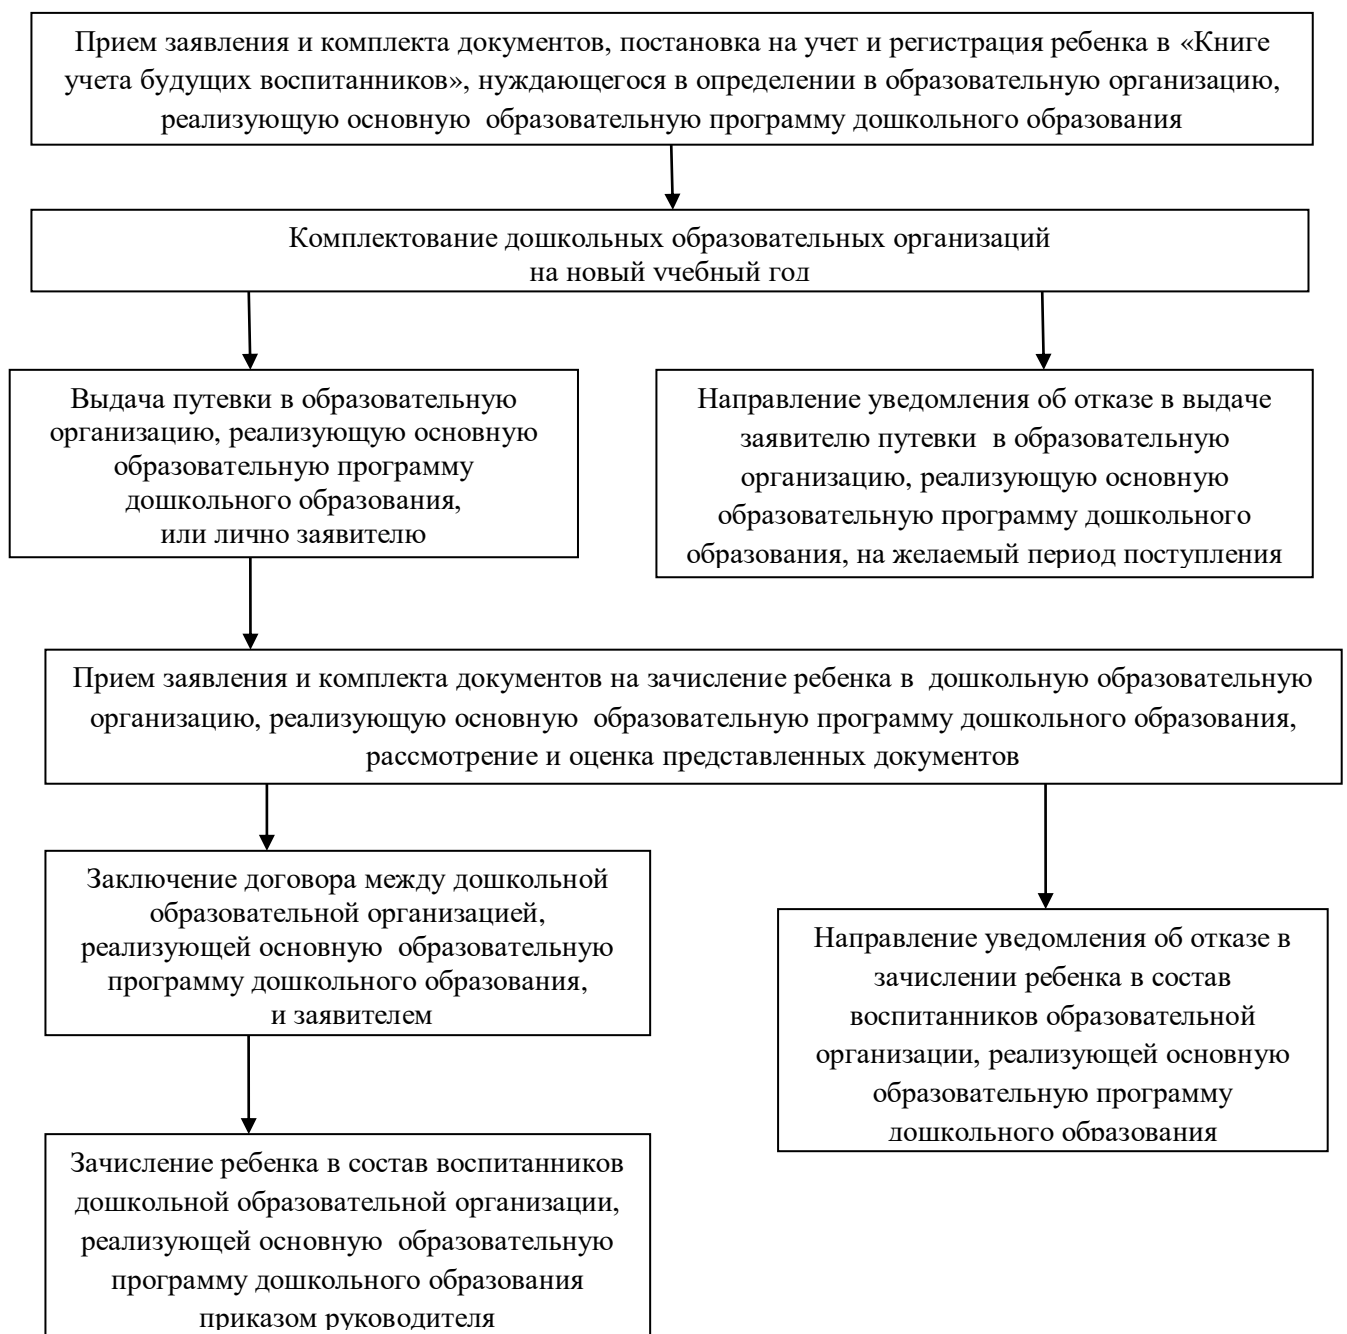 Прием заявления и комплекта документов, постановка на учет и регистрация ребенка в «Книге
учета будущих воспитанников», нуждающегося в определении в образовательную организацию,
реализующую основную образовательную программу дошкольного образования
Комплектование дошкольных образовательных организаций
на новый учебный год
Выдача путевки в образовательную
организацию, реализующую основную
образовательную программу
дошкольного образования,
или лично заявителю
Направление уведомления об отказе в выдаче
заявителю путевки в образовательную
организацию, реализующую основную
образовательную программу дошкольного
образования, на желаемый период поступления
Прием заявления и комплекта документов на зачисление ребенка в дошкольную образовательную
организацию, реализующую основную образовательную программу дошкольного образования,
рассмотрение и оценка представленных документов
Заключение договора между дошкольной
образовательной организацией,
реализующей основную образовательную
программу дошкольного образования,
и заявителем
Направление уведомления об отказе в
зачислении ребенка в состав
воспитанников образовательной
организации, реализующей основную
образовательную программу
дошкольного образования
Зачисление ребенка в состав воспитанников
дошкольной образовательной организации,
реализующей основную образовательную
программу дошкольного образования
приказом руководителя